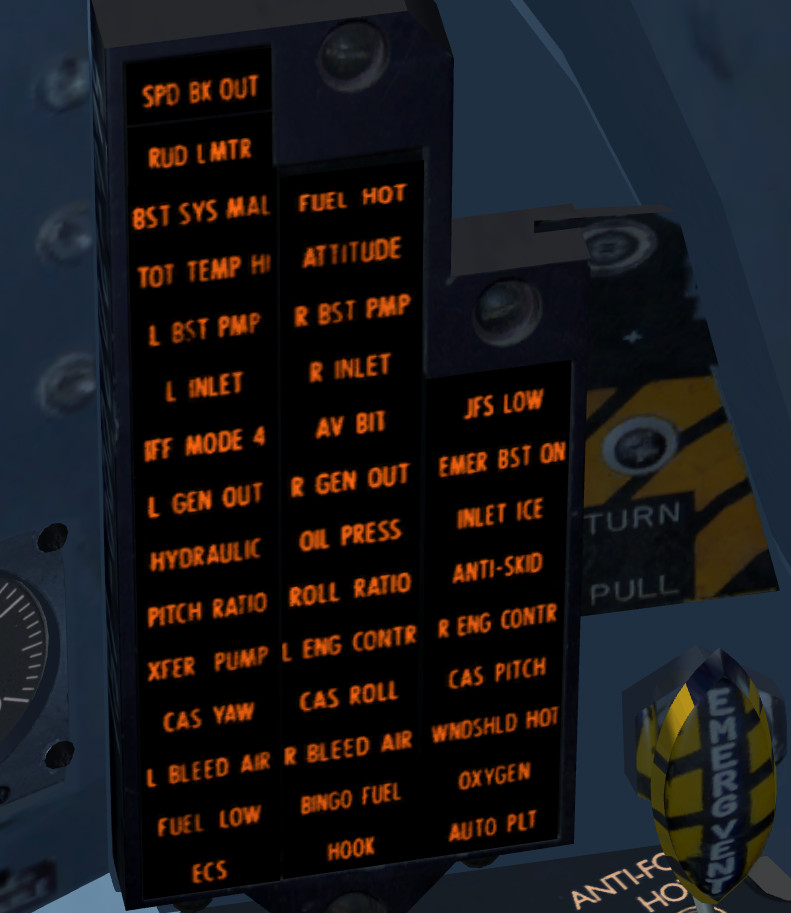 SPD BK OUT
RUD LMTR
BST SYS MAL
TOT TEMP HI
L BST PMP
L INLET
IFF MODE 4
L GEN OUT
HYDRAULIC
PITCH RATIO
XFER PUMP
CAS YAW
L BLEED AIR
FUEL LOW
ECS
FUEL HOT
ATTITUDE
R BST PMP
R INLET
AV BIT
R GEN OUT
OIL PRESS
ROLL RATIO
L ENG CONTR
CAS ROLL
R BLEED AIR
BINGO FUEL
HOOK
JFS LOW
EMER BST ON
INLET ICE
ANTI-SKID
R ENG CONTR
CAS PITCH
WNDSHLD HOT
OXYGEN
AUTO PLT
TURN
PULL
EMERG VENT
ANTI-FO
HO